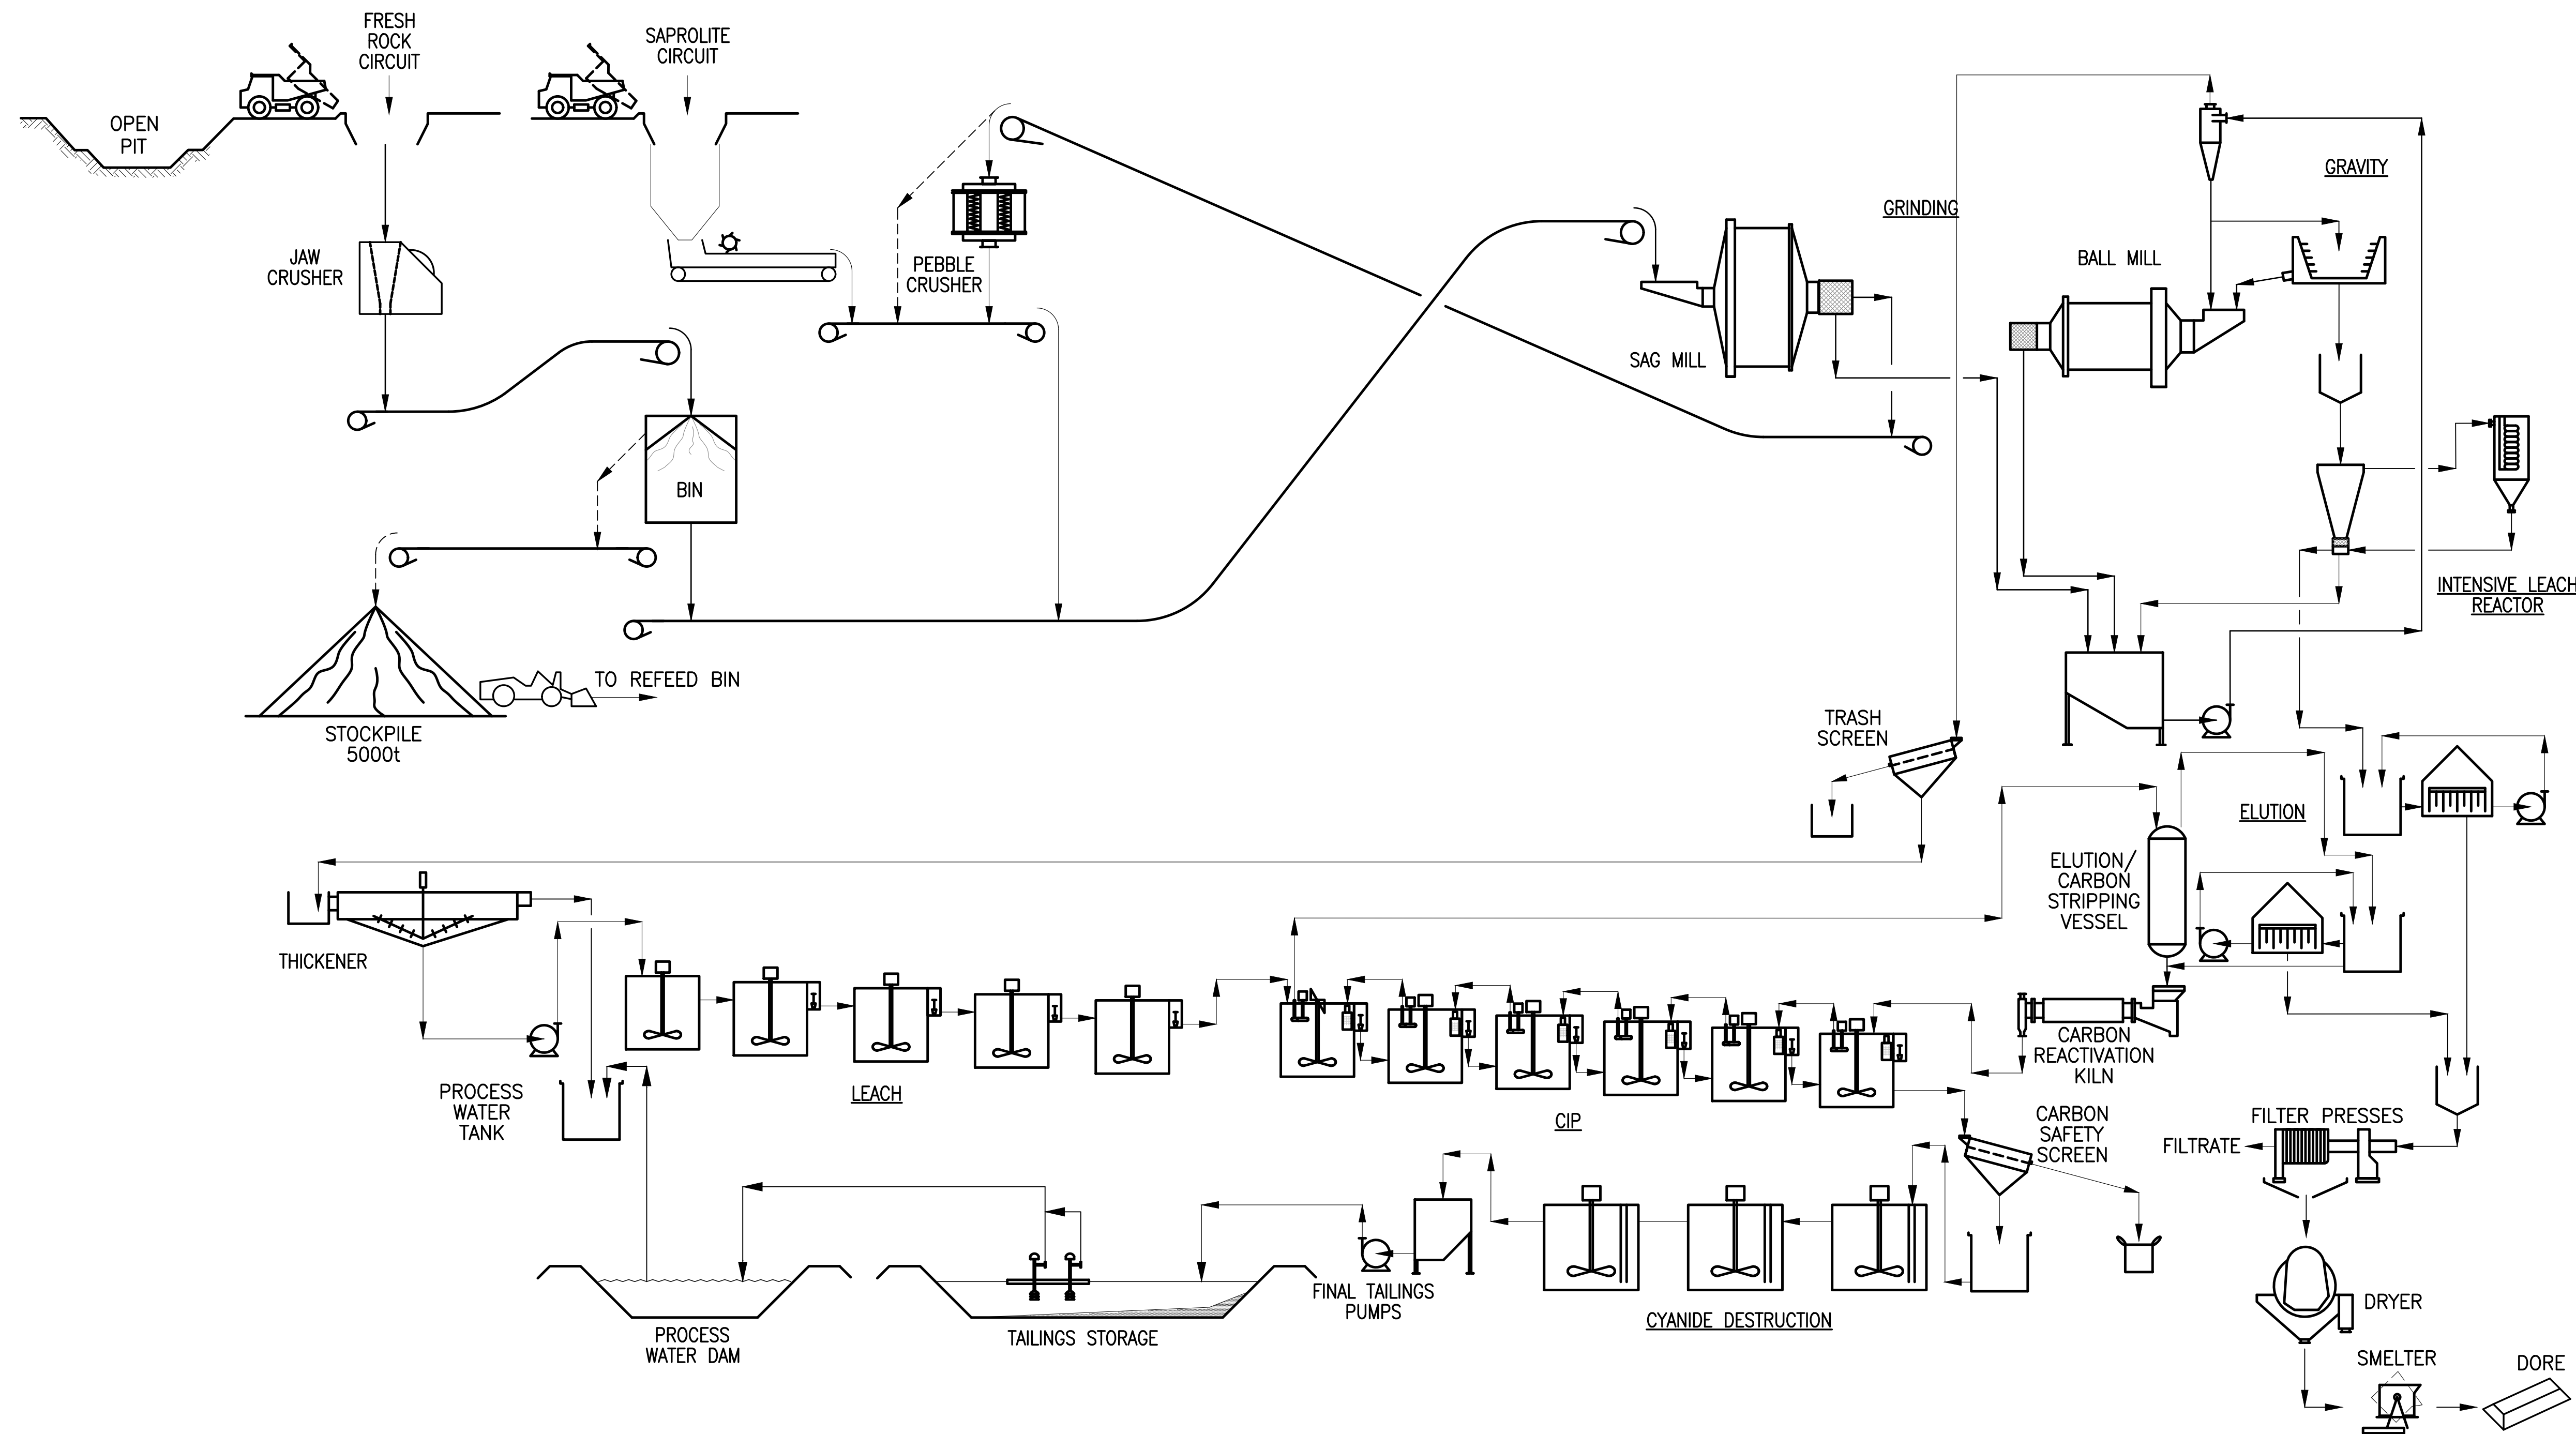 FRESH
ROCK
CIRCUIT
SAPROLITE
CIRCUIT
OPEN
PIT
GRAVITY
GRINDING
JAW
CRUSHER
PEBBLE
CRUSHER
BALL MILL
SAG MILL
BIN
INTENSIVE LEACH
REACTOR
TO REFEED BIN
STOCKPILE
5000t
TRASH
SCREEN
ELUTION
ELUTION/
CARBON
STRIPPING
VESSEL
THICKENER
CARBON
REACTIVATION
KILN
PROCESS
WATER
TANK
LEACH
CIP
CARBON
SAFETY
SCREEN
FILTER PRESSES
FILTRATE
FINAL TAILINGS
PUMPS
CYANIDE DESTRUCTION
DRYER
PROCESS
WATER DAM
TAILINGS STORAGE
SMELTER
DORE